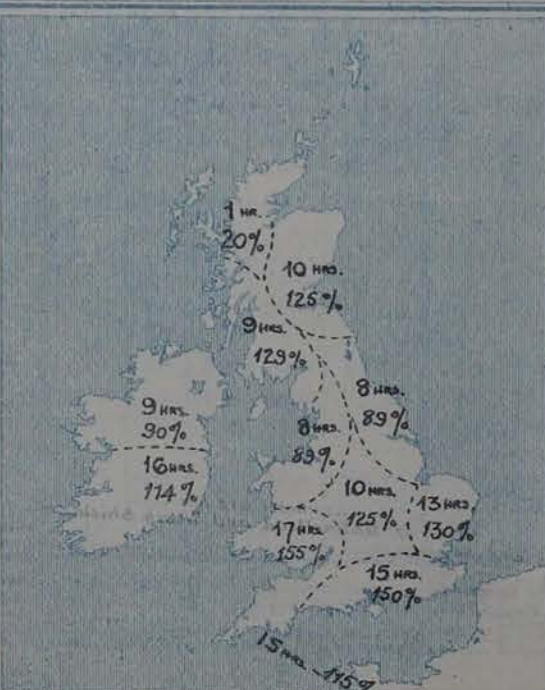 1 HR.
20%
10 HRS.
125%
9 HRS.
129%
8 HRS.
89%
9 HRS.
90%
8 HRS.
89%
16 HRS.
114%
10 HRS.
125%
13 HRS.
130%
17 HRS.
155%
15 HRS.
150%
15 HRS. - 115%